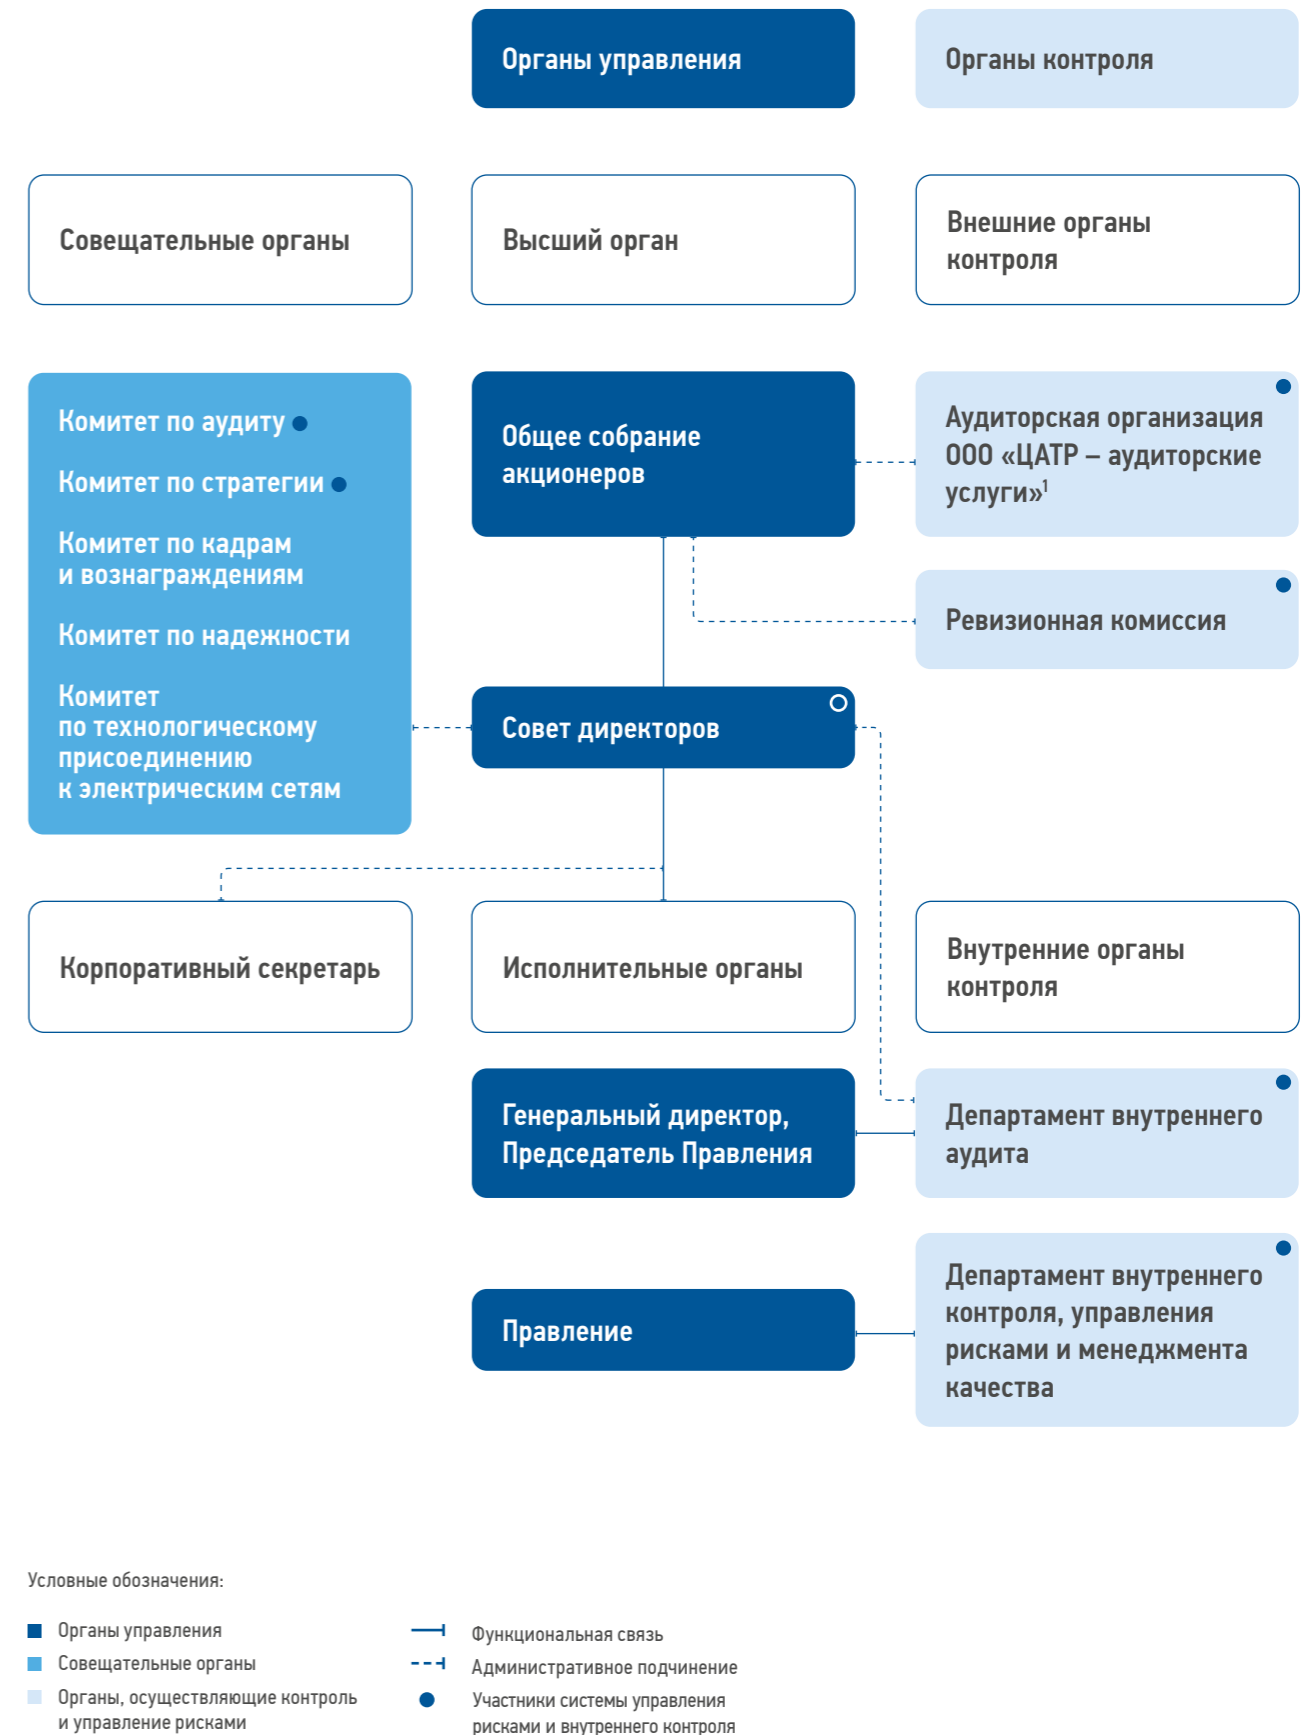 Органы управления
Органы контроля
Совещательные органы
Высший орган
Внешние органы
контроля
Комитет по аудиту
Комитет по стратегии
Комитет по кадрам
и вознаграждениям
Комитет по надежности
Комитет
по технологическому
присоединению
к электрическим сетям
Общее собрание
акционеров
Аудиторская организация
ООО «ЦАТР – аудиторские
услуги»¹
Ревизионная комиссия
Совет директоров
Корпоративный секретарь
Исполнительные органы
Внутренние органы
контроля
Генеральный директор,
Председатель Правления
Департамент внутреннего
аудита
Правление
Департамент внутреннего
контроля, управления
рисками и менеджмента
качества
Условные обозначения:
Органы управления
Совещательные органы
Органы, осуществляющие контроль
и управление рисками
Функциональная связь
Административное подчинение
Участники системы управления
рисками и внутреннего контроля